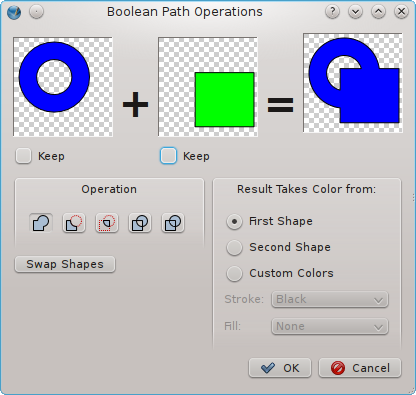 Boolean Path Operations
+ =
Keep
Keep
Operation
Swap Shapes
Result Takes Color from:
First Shape
Second Shape
Custom Colors
Stroke: Black
Fill: None
OK Cancel